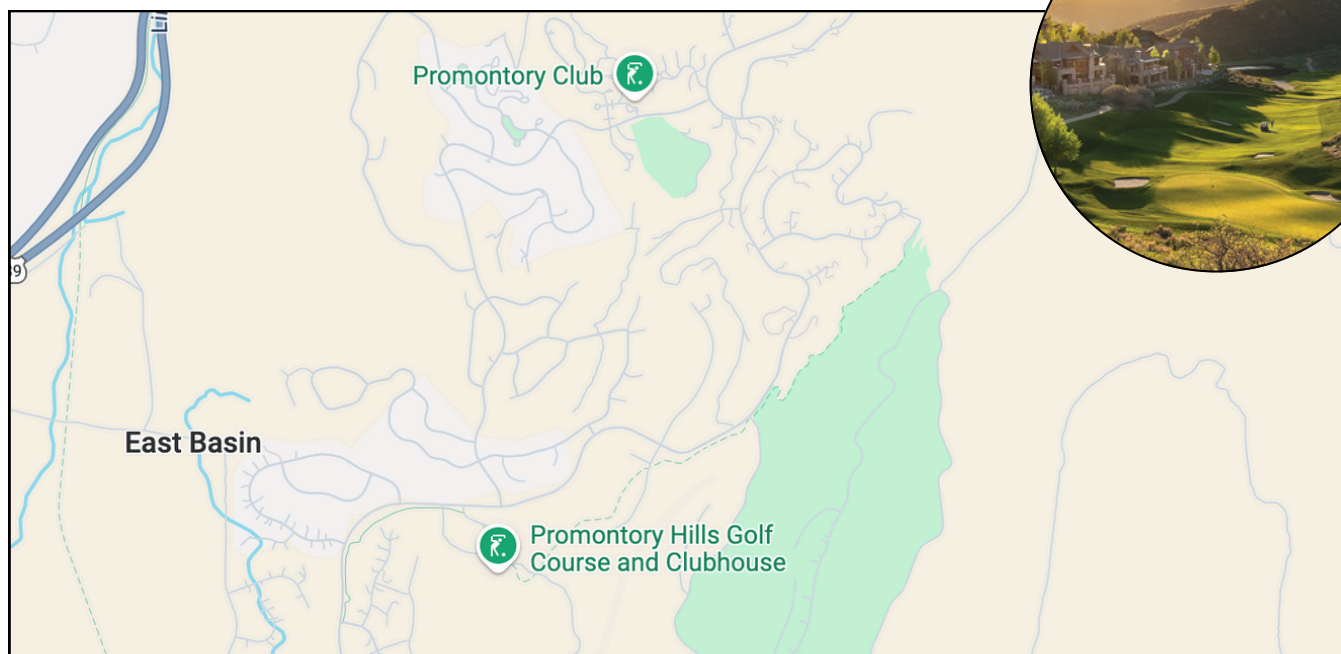 Promontory Club
East Basin
Promontory Hills Golf
Course and Clubhouse